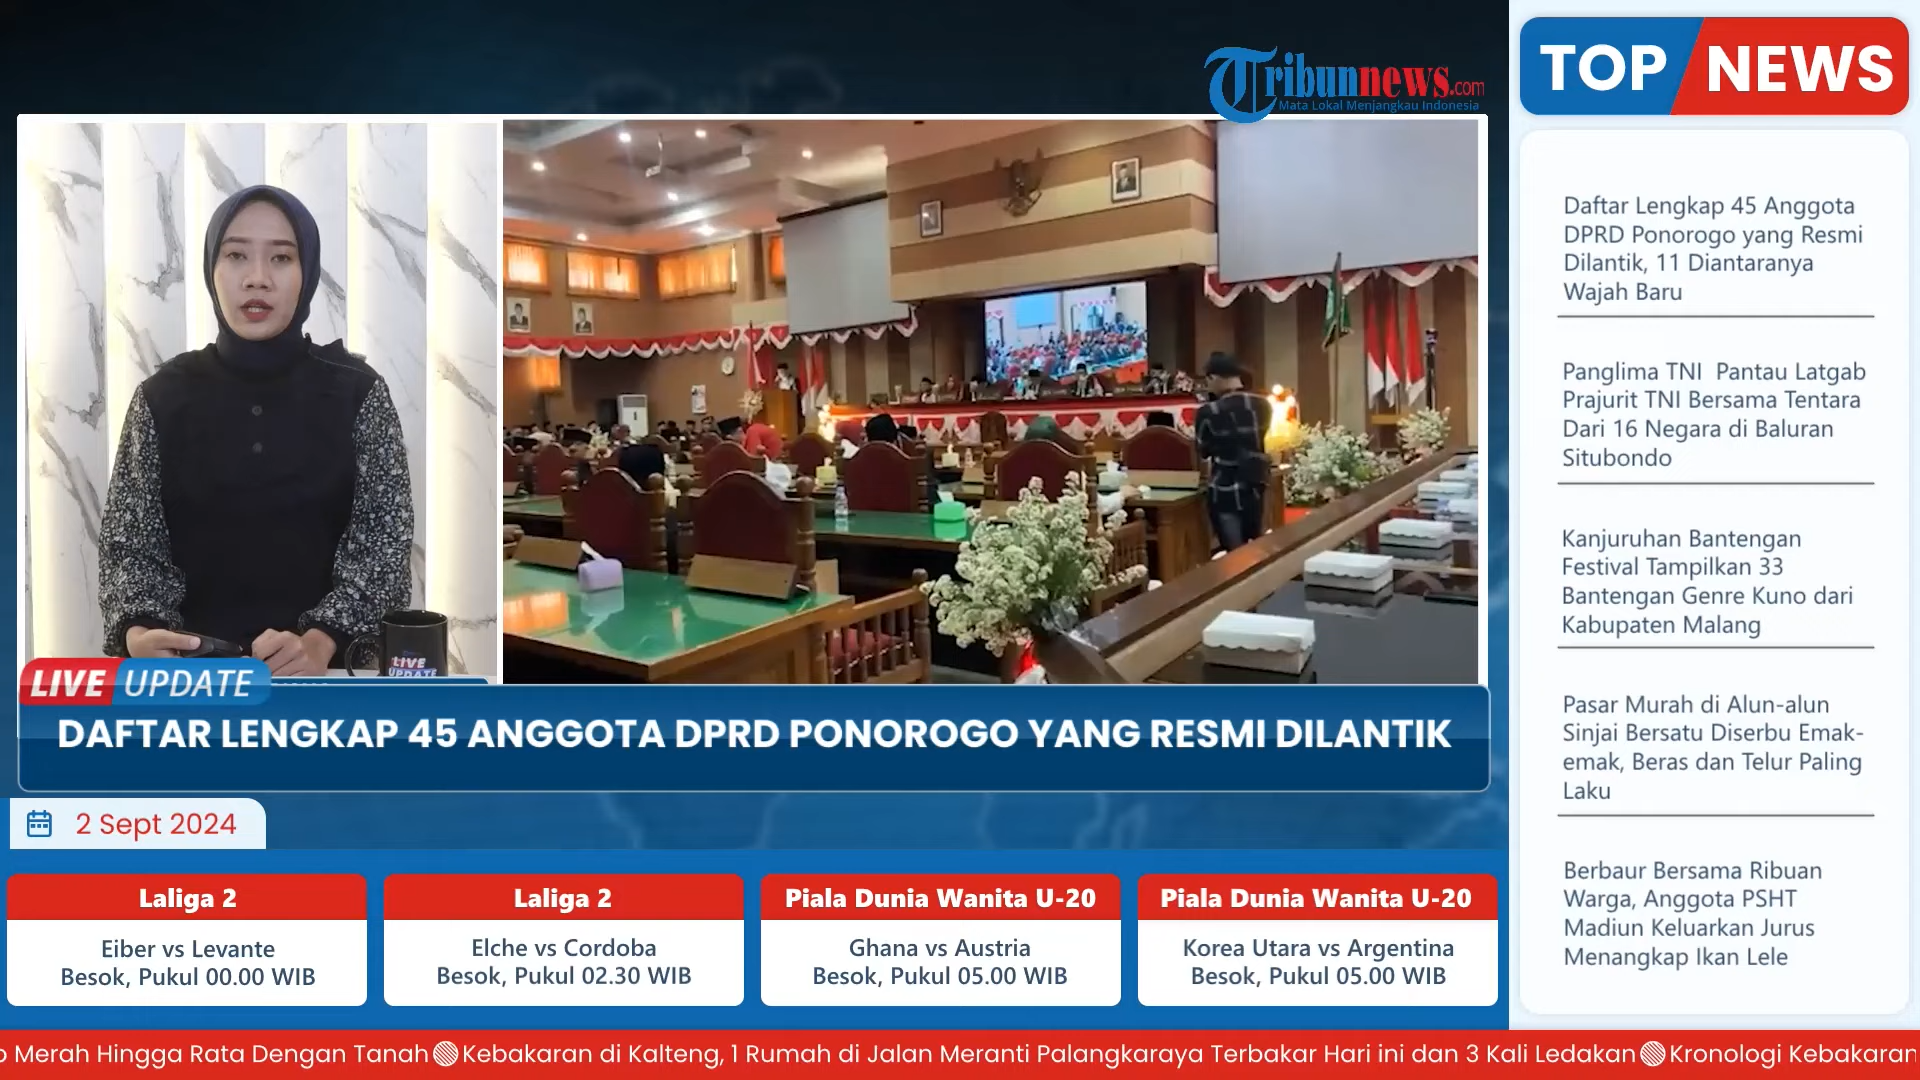 Tribunnews.com
Mata Lokal Menjangkau Indonesia
TOP NEWS
Daftar Lengkap 45 Anggota
DPRD Ponorogo yang Resmi
Dilantik, 11 Diantaranya
Wajah Baru
Panglima TNI  Pantau Latgab
Prajurit TNI Bersama Tentara
Dari 16 Negara di Baluran
Situbondo
Kanjuruhan Bantengan
Festival Tampilkan 33
Bantengan Genre Kuno dari
Kabupaten Malang
Pasar Murah di Alun-alun
Sinjai Bersatu Diserbu Emak-
emak, Beras dan Telur Paling
Laku
Berbaur Bersama Ribuan
Warga, Anggota PSHT
Madiun Keluarkan Jurus
Menangkap Ikan Lele
LIVE
UPDATE
LIVE UPDATE
DAFTAR LENGKAP 45 ANGGOTA DPRD PONOROGO YANG RESMI DILANTIK
2 Sept 2024
Laliga 2
Eiber vs Levante
Besok, Pukul 00.00 WIB
Laliga 2
Elche vs Cordoba
Besok, Pukul 02.30 WIB
Piala Dunia Wanita U-20
Ghana vs Austria
Besok, Pukul 05.00 WIB
Piala Dunia Wanita U-20
Korea Utara vs Argentina
Besok, Pukul 05.00 WIB
Merah Hingga Rata Dengan Tanah Kebakaran di Kalteng, 1 Rumah di Jalan Meranti Palangkaraya Terbakar Hari ini dan 3 Kali Ledakan Kronologi Kebakaran